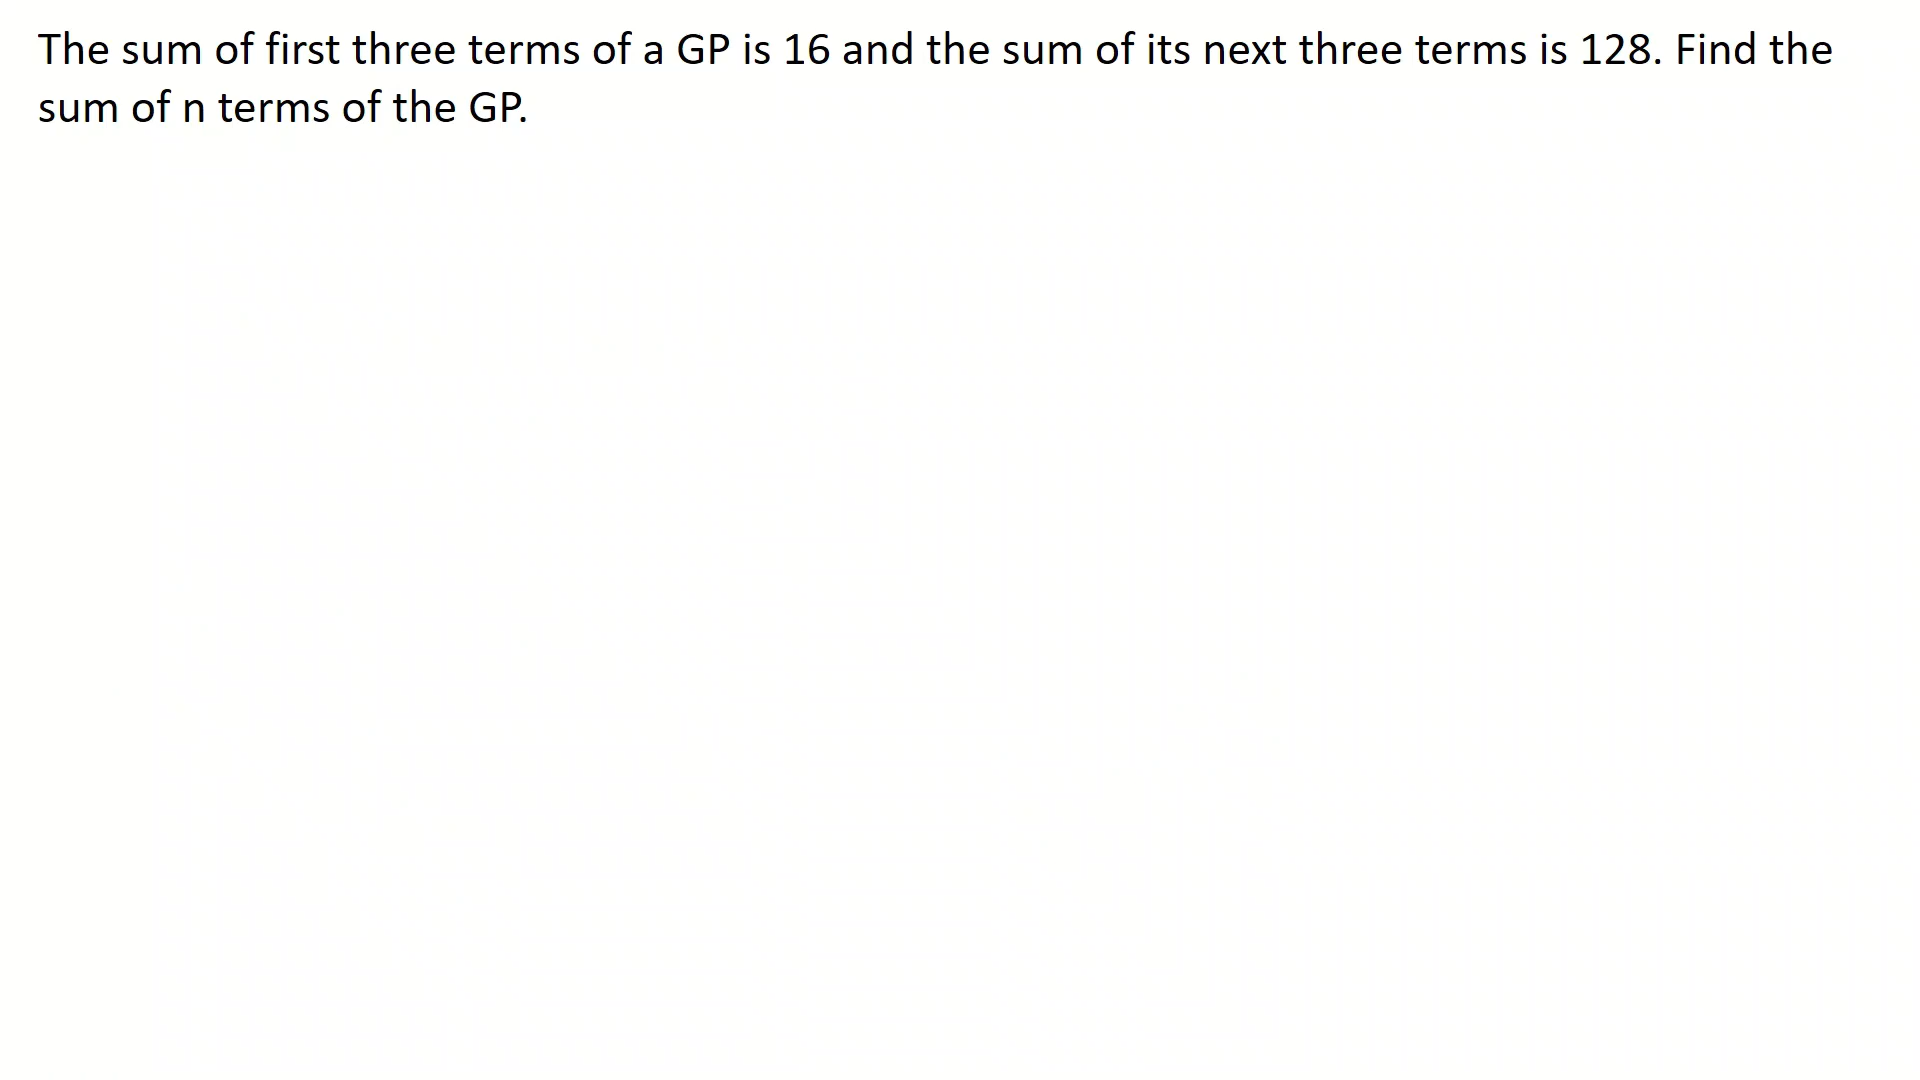 The sum of first three terms of a GP is 16 and the sum of its next three terms is 128. Find the
sum of n terms of the GP.